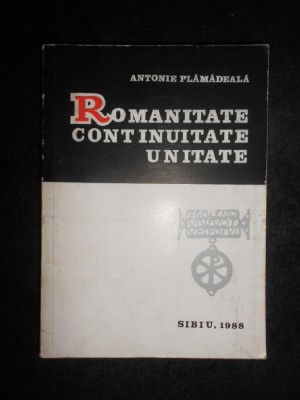 ANTONIE PLĂMĂDEALĂ
ROMANITATE
CONTINUITATE
UNITATE
SIBIU, 1988